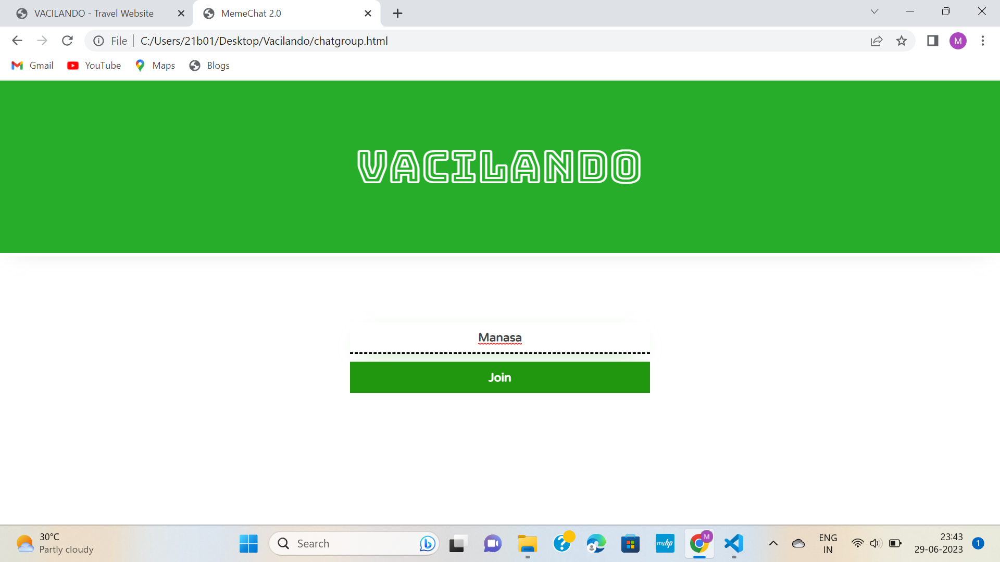 VACILANDO - Travel Website
MemeChat 2.0
File
C:/Users/21b01/Desktop/Vacilando/chatgroup.html
M
Gmail
YouTube
Maps
Blogs
VACILANDO
Manasa
Join
30°C
Partly cloudy
Search
myhp
M
ENG
IN
23:43
29-06-2023
1